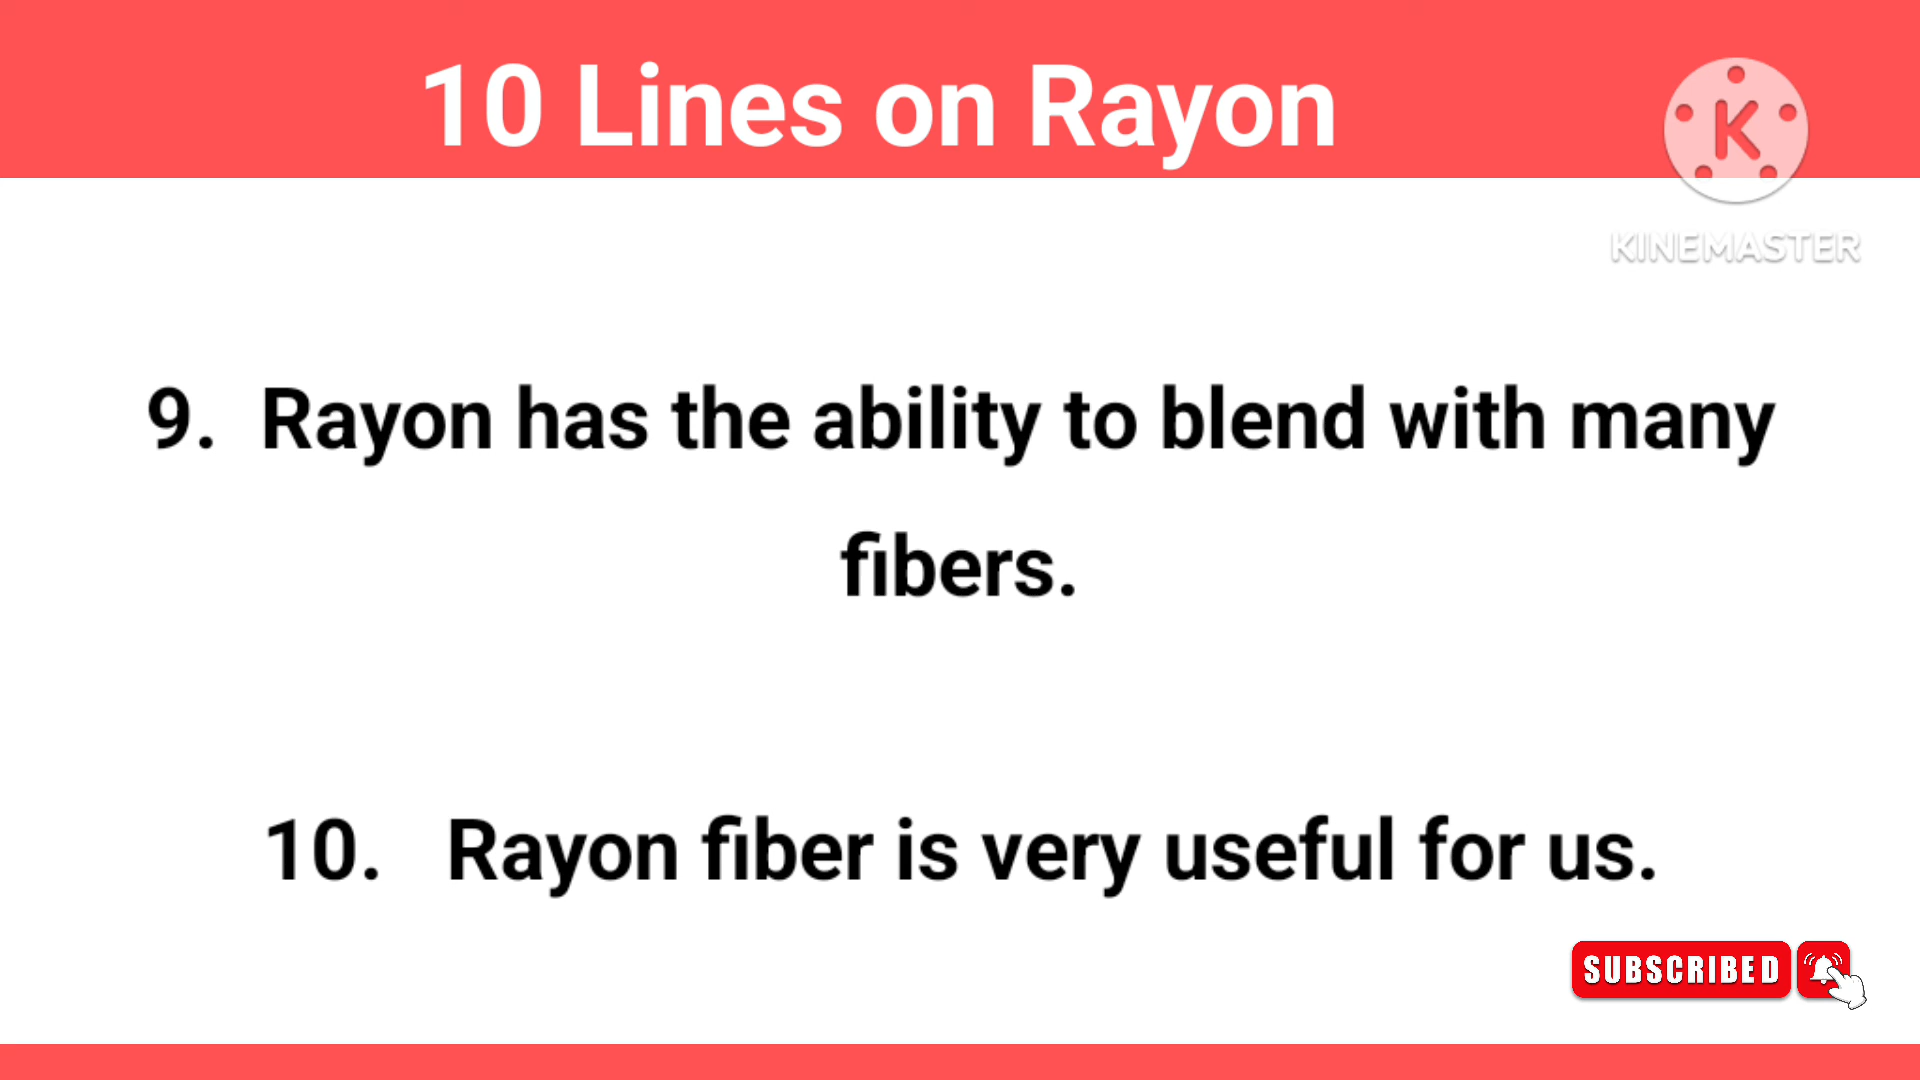 10 Lines on Rayon
K
KINEMASTER
9. Rayon has the ability to blend with many
fibers.
10. Rayon fiber is very useful for us.
SUBSCRIBED